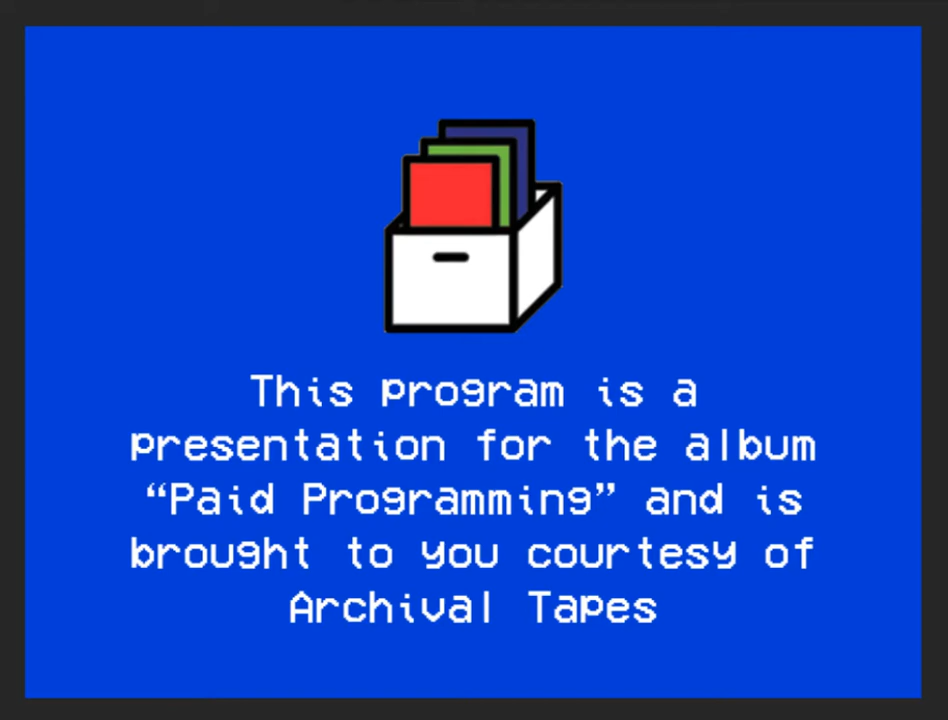 This program is a
presentation for the album
“Paid Programming” and is
brought to you courtesy of
Archival Tapes